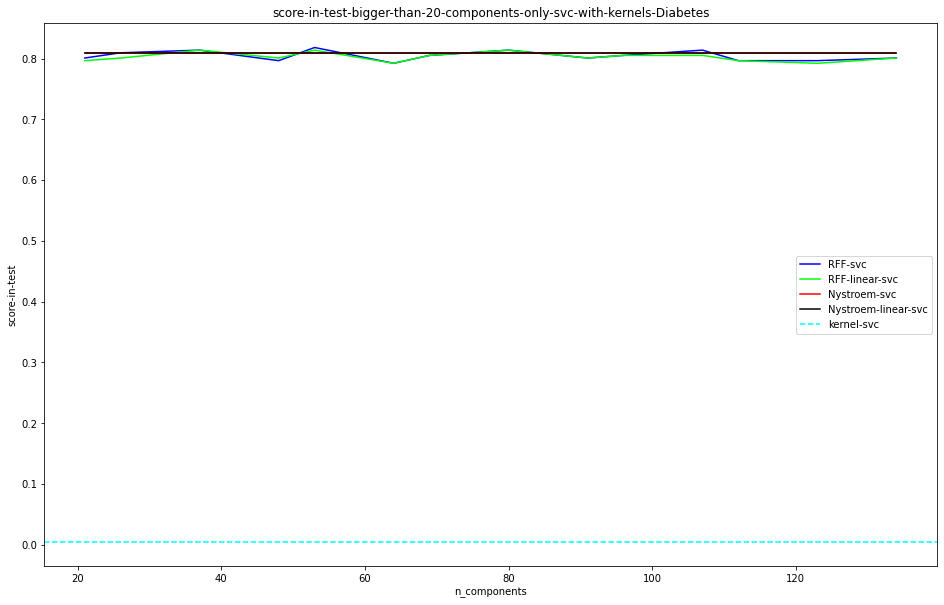 score-in-test-bigger-than-20-components-only-svc-with-kernels-Diabetes
score-in-test
0.8
0.7
0.6
0.5
0.4
0.3
0.2
0.1
0.0
RFF-svc
RFF-linear-svc
Nystroem-svc
Nystroem-linear-svc
kernel-svc
20 40 60 80 100 120
n_components